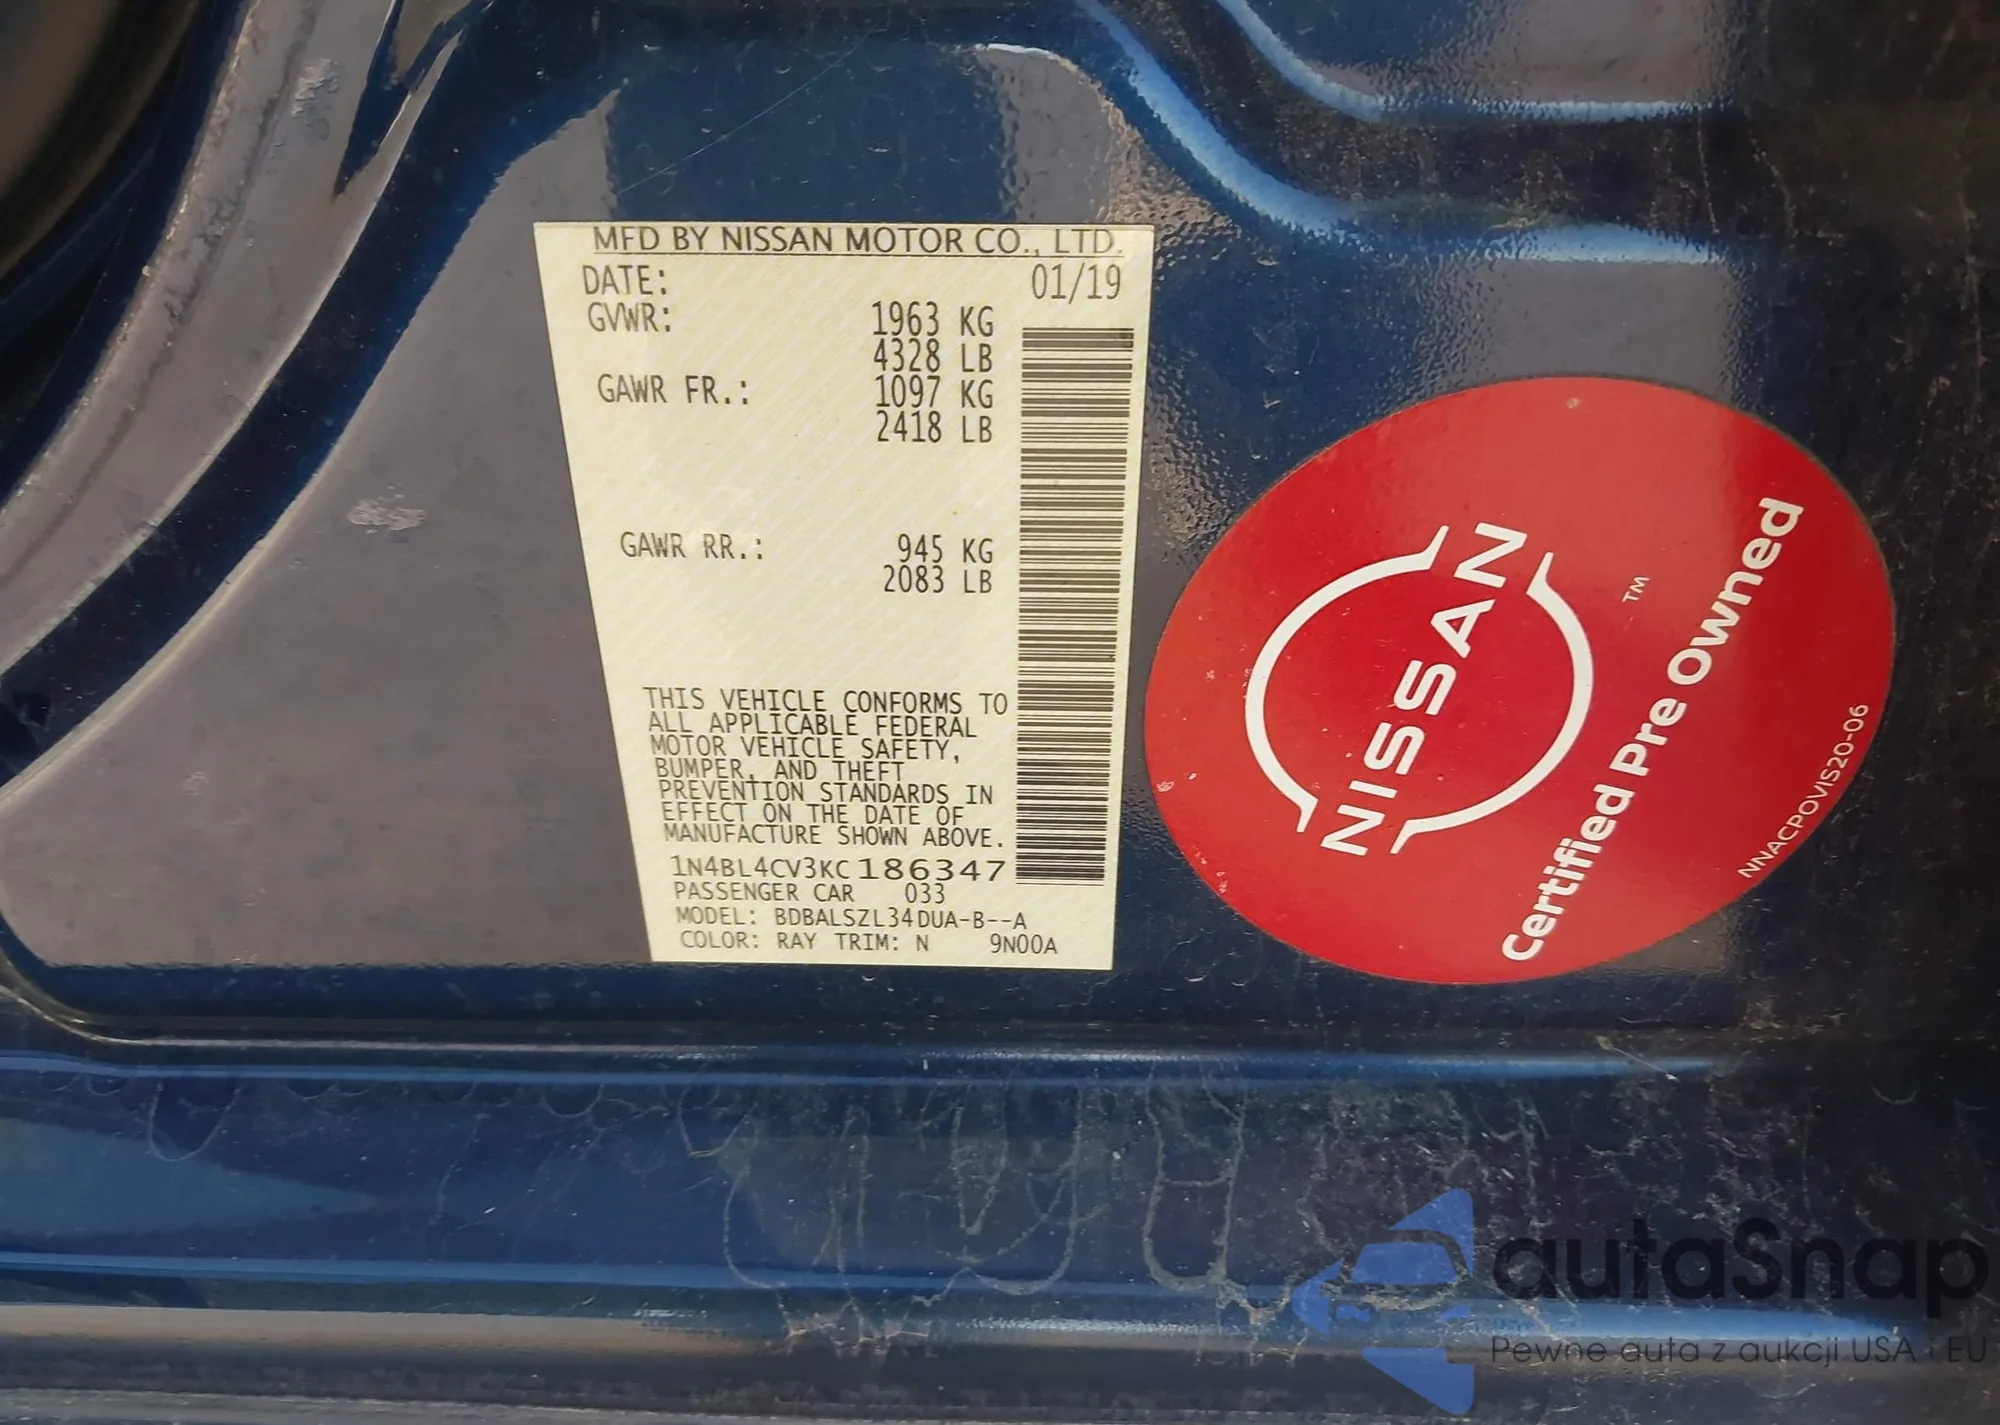 MFD BY NISSAN MOTOR CO., LTD.
DATE: 01/19
GVWR: 1963 KG
4328 LB
GAWR FR.: 1097 KG
2418 LB
GAWR RR.: 945 KG
2083 LB
THIS VEHICLE CONFORMS TO
ALL APPLICABLE FEDERAL
MOTOR VEHICLE SAFETY,
BUMPER, AND THEFT
PREVENTION STANDARDS IN
EFFECT ON THE DATE OF
MANUFACTURE SHOWN ABOVE.
1N4BL4CV3KC186347
PASSENGER CAR 033
MODEL: BDBALSZL34DUA-B--A
COLOR: RAY TRIM: N 9N00A
NISSAN
™
Certified Pre Owned
NNACPOVIS20-06
autaSnap
Pewne auta z aukcji USA i EU